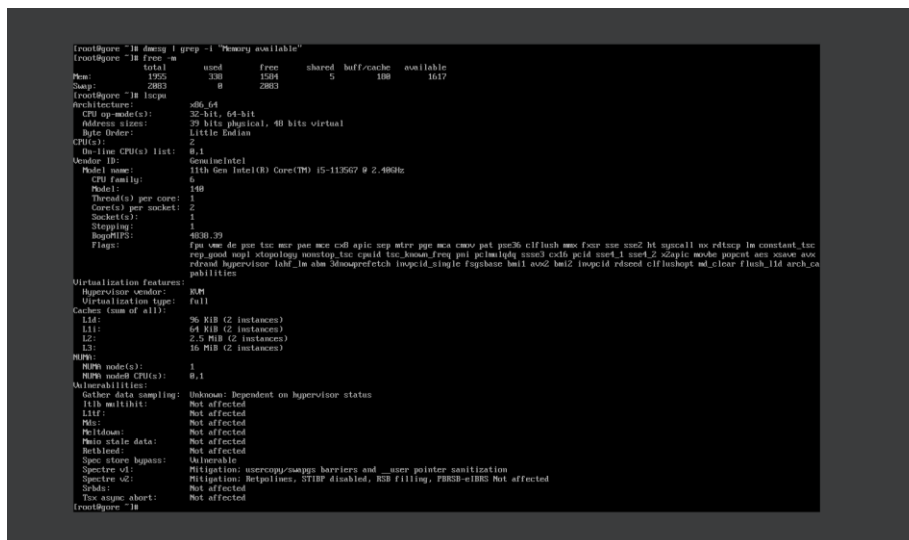 [root@gore ~]# dmesg | grep -i "Memory available"
[root@gore ~]# free -m
total used free shared buff/cache available
Mem: 1955 338 1584 5 180 1617
Swap: 2083 0 2083
[root@gore ~]# lscpu
Architecture: x86_64
CPU op-mode(s): 32-bit, 64-bit
Address sizes: 39 bits physical, 48 bits virtual
Byte Order: Little Endian
CPU(s): 2
On-line CPU(s) list: 0,1
Vendor ID: GenuineIntel
Model name: 11th Gen Intel(R) Core(TM) i5-1135G7 @ 2.40GHz
CPU family: 6
Model: 140
Thread(s) per core: 1
Core(s) per socket: 2
Socket(s): 1
Stepping: 1
BogoMIPS: 4838.39
Flags: fpu vme de pse tsc msr pae mce cx8 apic sep mtrr pge mca cmov pat pse36 clflush mmx fxsr sse sse2 ht syscall nx rdtscp lm constant_tsc
rep_good nopl xtopology nonstop_tsc cpuid tsc_known_freq pni pclmulqdq ssse3 cx16 pcid sse4_1 sse4_2 x2apic movbe popcnt aes xsave avx
rdrand hypervisor lahf_lm abm 3dnowprefetch invpcid_single fsgsbase bmi1 avx2 bmi2 invpcid rdseed clflushopt md_clear flush_l1d arch_ca
pabilities
Virtualization features:
Hypervisor vendor: KVM
Virtualization type: full
Caches (sum of all):
L1d: 96 KiB (2 instances)
L1i: 64 KiB (2 instances)
L2: 2.5 MiB (2 instances)
L3: 16 MiB (2 instances)
NUMA:
NUMA node(s): 1
NUMA node0 CPU(s): 0,1
Vulnerabilities:
Gather data sampling: Unknown: Dependent on hypervisor status
Itlb multihit: Not affected
L1tf: Not affected
Mds: Not affected
Meltdown: Not affected
Mmio stale data: Not affected
Retbleed: Not affected
Spec store bypass: Vulnerable
Spectre v1: Mitigation: usercopy/swapgs barriers and __user pointer sanitization
Spectre v2: Mitigation: Retpolines, STIBP disabled, RSB filling, PBRSB-eIBRS Not affected
Srbds: Not affected
Tsx async abort: Not affected
[root@gore ~]#